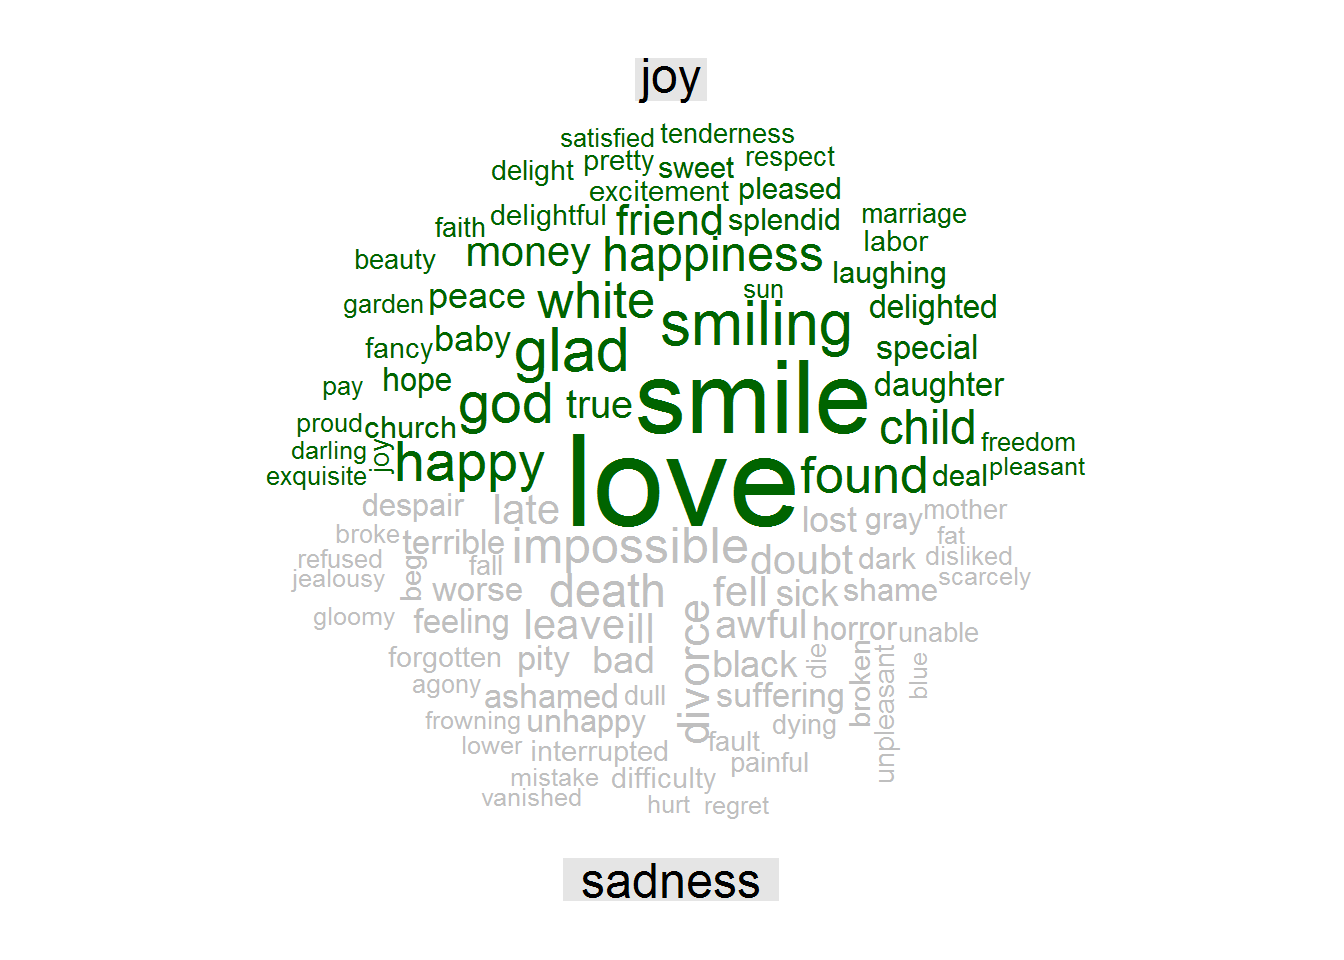 joy
satisfied tenderness
delight pretty sweet respect
excitement pleased
faith delightful friend splendid marriage
beauty money happiness labor
laughing
garden peace white sun delighted
fancy baby glad smiling special
pay hope daughter
god true smile
proud church child freedom
darling joy happy love found deal pleasant
exquisite
despair late lost gray mother
broke terrible impossible doubt dark fat disliked
refused fall
jealousy beg worse death fell sick shame scarcely
gloomy feeling leave ill awful horror unable
forgotten pity bad divorce black die broken unpleasant blue
agony ashamed dull suffering
frowning unhappy dying
lower interrupted fault painful
mistake difficulty
vanished hurt regret
sadness